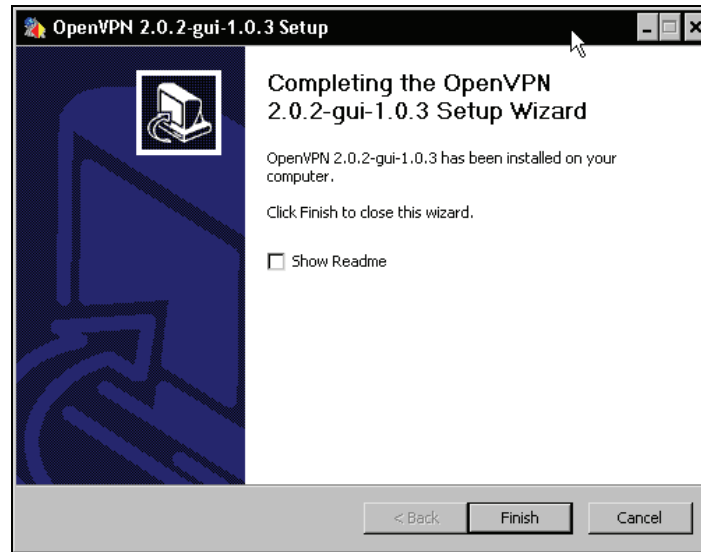 OpenVPN 2.0.2-gui-1.0.3 Setup
Completing the OpenVPN
2.0.2-gui-1.0.3 Setup Wizard
OpenVPN 2.0.2-gui-1.0.3 has been installed on your
computer.
Click Finish to close this wizard.
Show Readme
< Back
Finish
Cancel